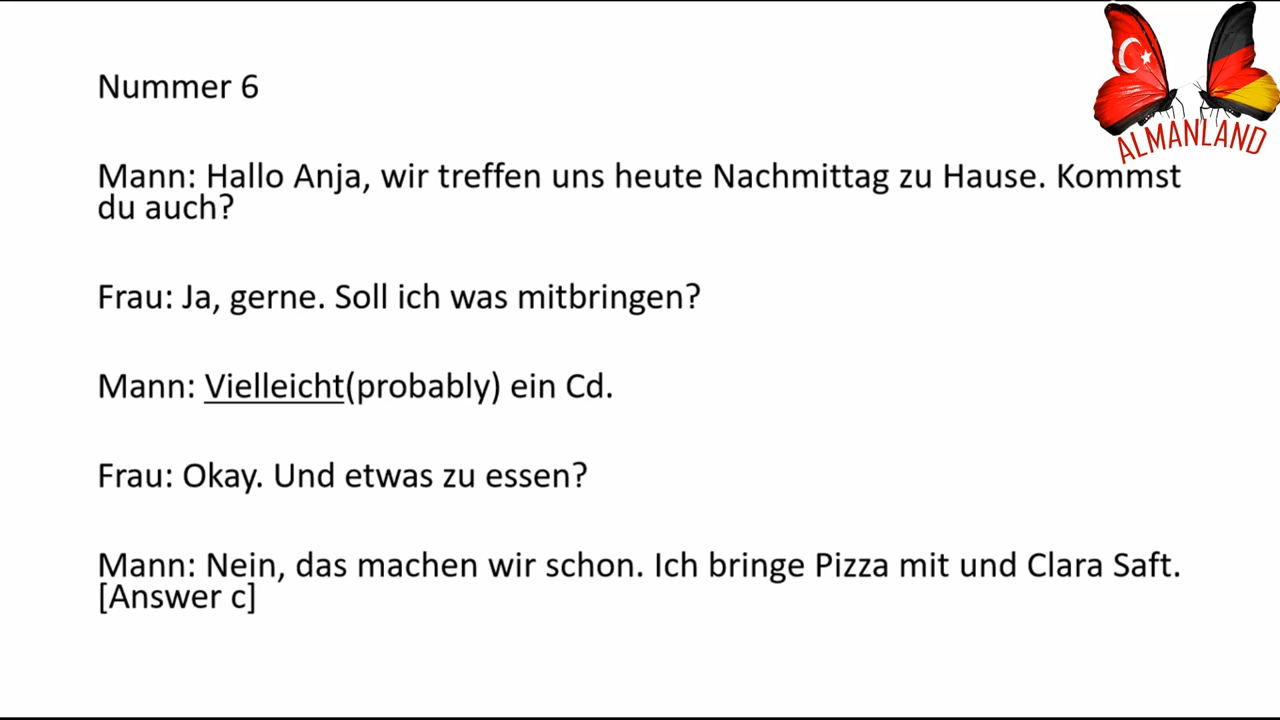 ALMANLAND
Nummer 6
Mann: Hallo Anja, wir treffen uns heute Nachmittag zu Hause. Kommst
du auch?
Frau: Ja, gerne. Soll ich was mitbringen?
Mann: Vielleicht(probably) ein Cd.
Frau: Okay. Und etwas zu essen?
Mann: Nein, das machen wir schon. Ich bringe Pizza mit und Clara Saft.
[Answer c]